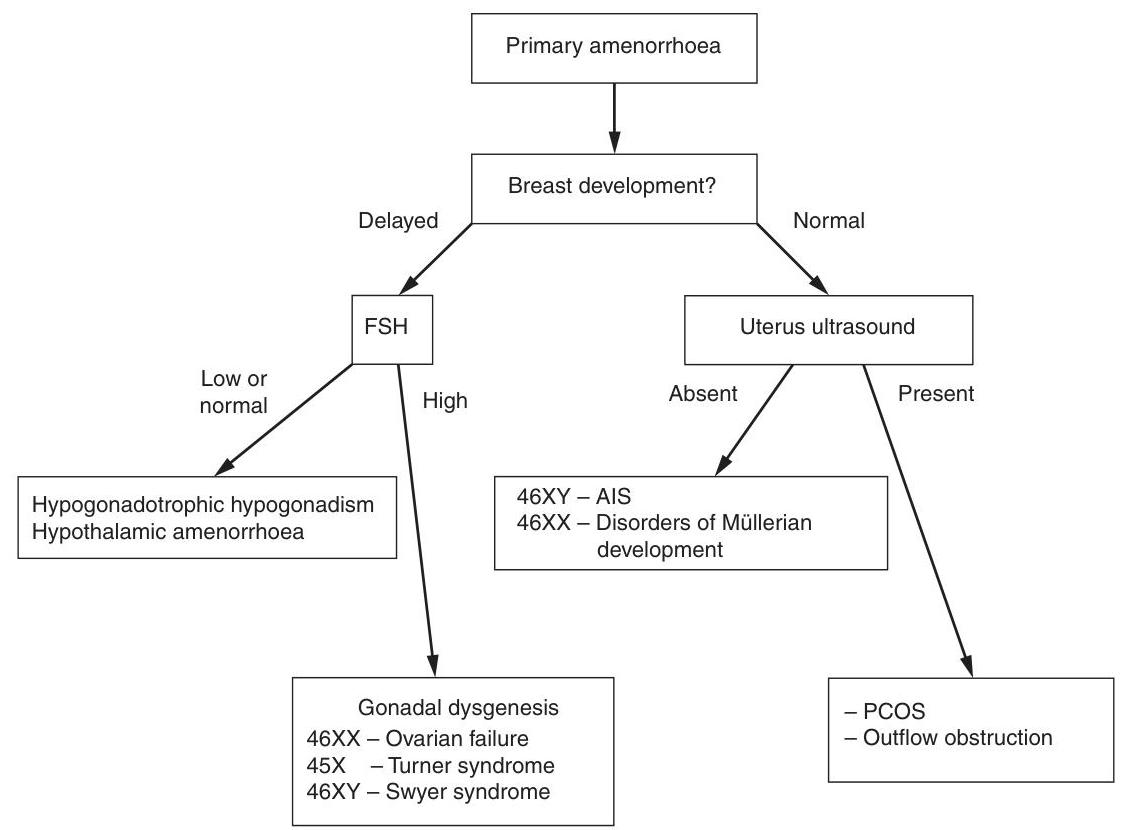 Primary amenorrhoea
Breast development?
Delayed
Normal
FSH
Uterus ultrasound
Low or
normal
High
Absent
Present
Hypogonadotrophic hypogonadism
Hypothalamic amenorrhoea
46XY – AIS
46XX – Disorders of Müllerian
development
Gonadal dysgenesis
46XX – Ovarian failure
45X – Turner syndrome
46XY – Swyer syndrome
– PCOS
– Outflow obstruction